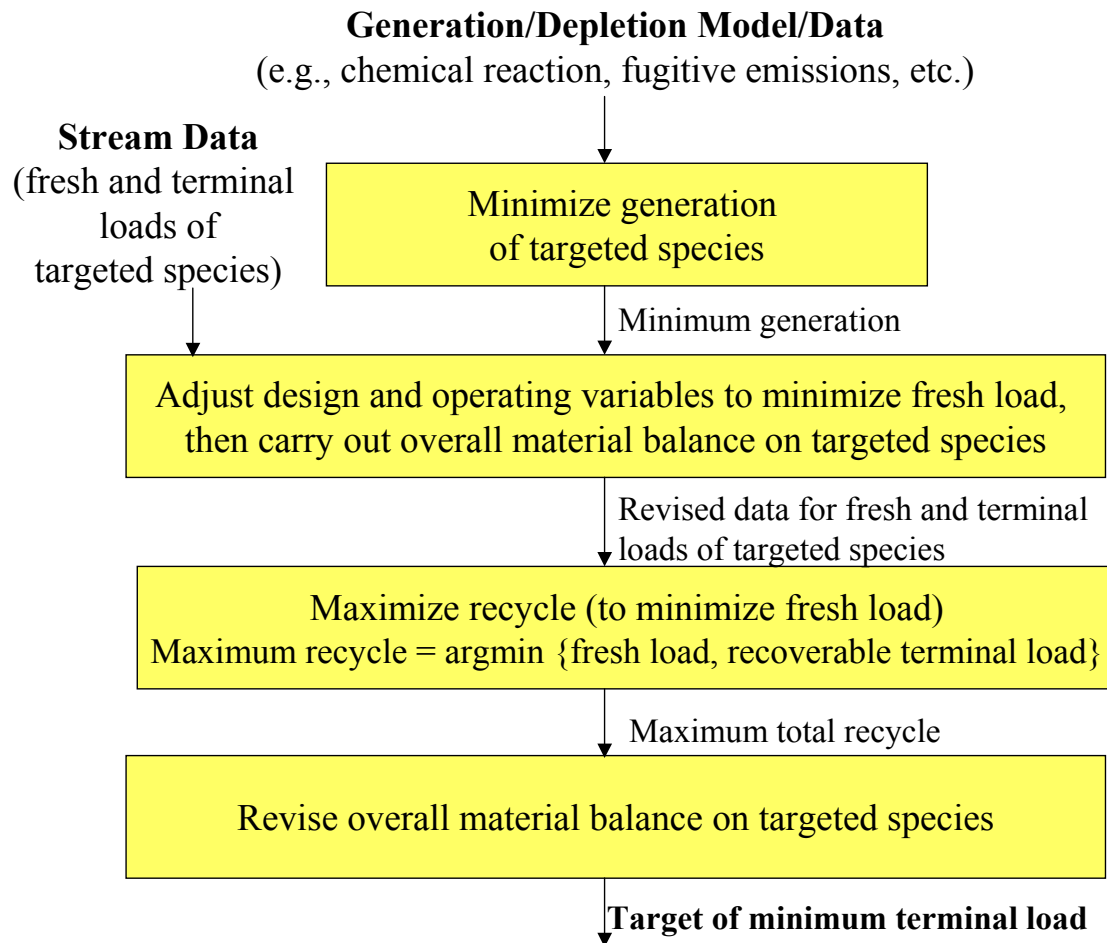 Generation/Depletion Model/Data
(e.g., chemical reaction, fugitive emissions, etc.)
Stream Data
(fresh and terminal
loads of
targeted species)
Minimize generation
of targeted species
Minimum generation
Adjust design and operating variables to minimize fresh load,
then carry out overall material balance on targeted species
Revised data for fresh and terminal
loads of targeted species
Maximize recycle (to minimize fresh load)
Maximum recycle = argmin {fresh load, recoverable terminal load}
Maximum total recycle
Revise overall material balance on targeted species
Target of minimum terminal load